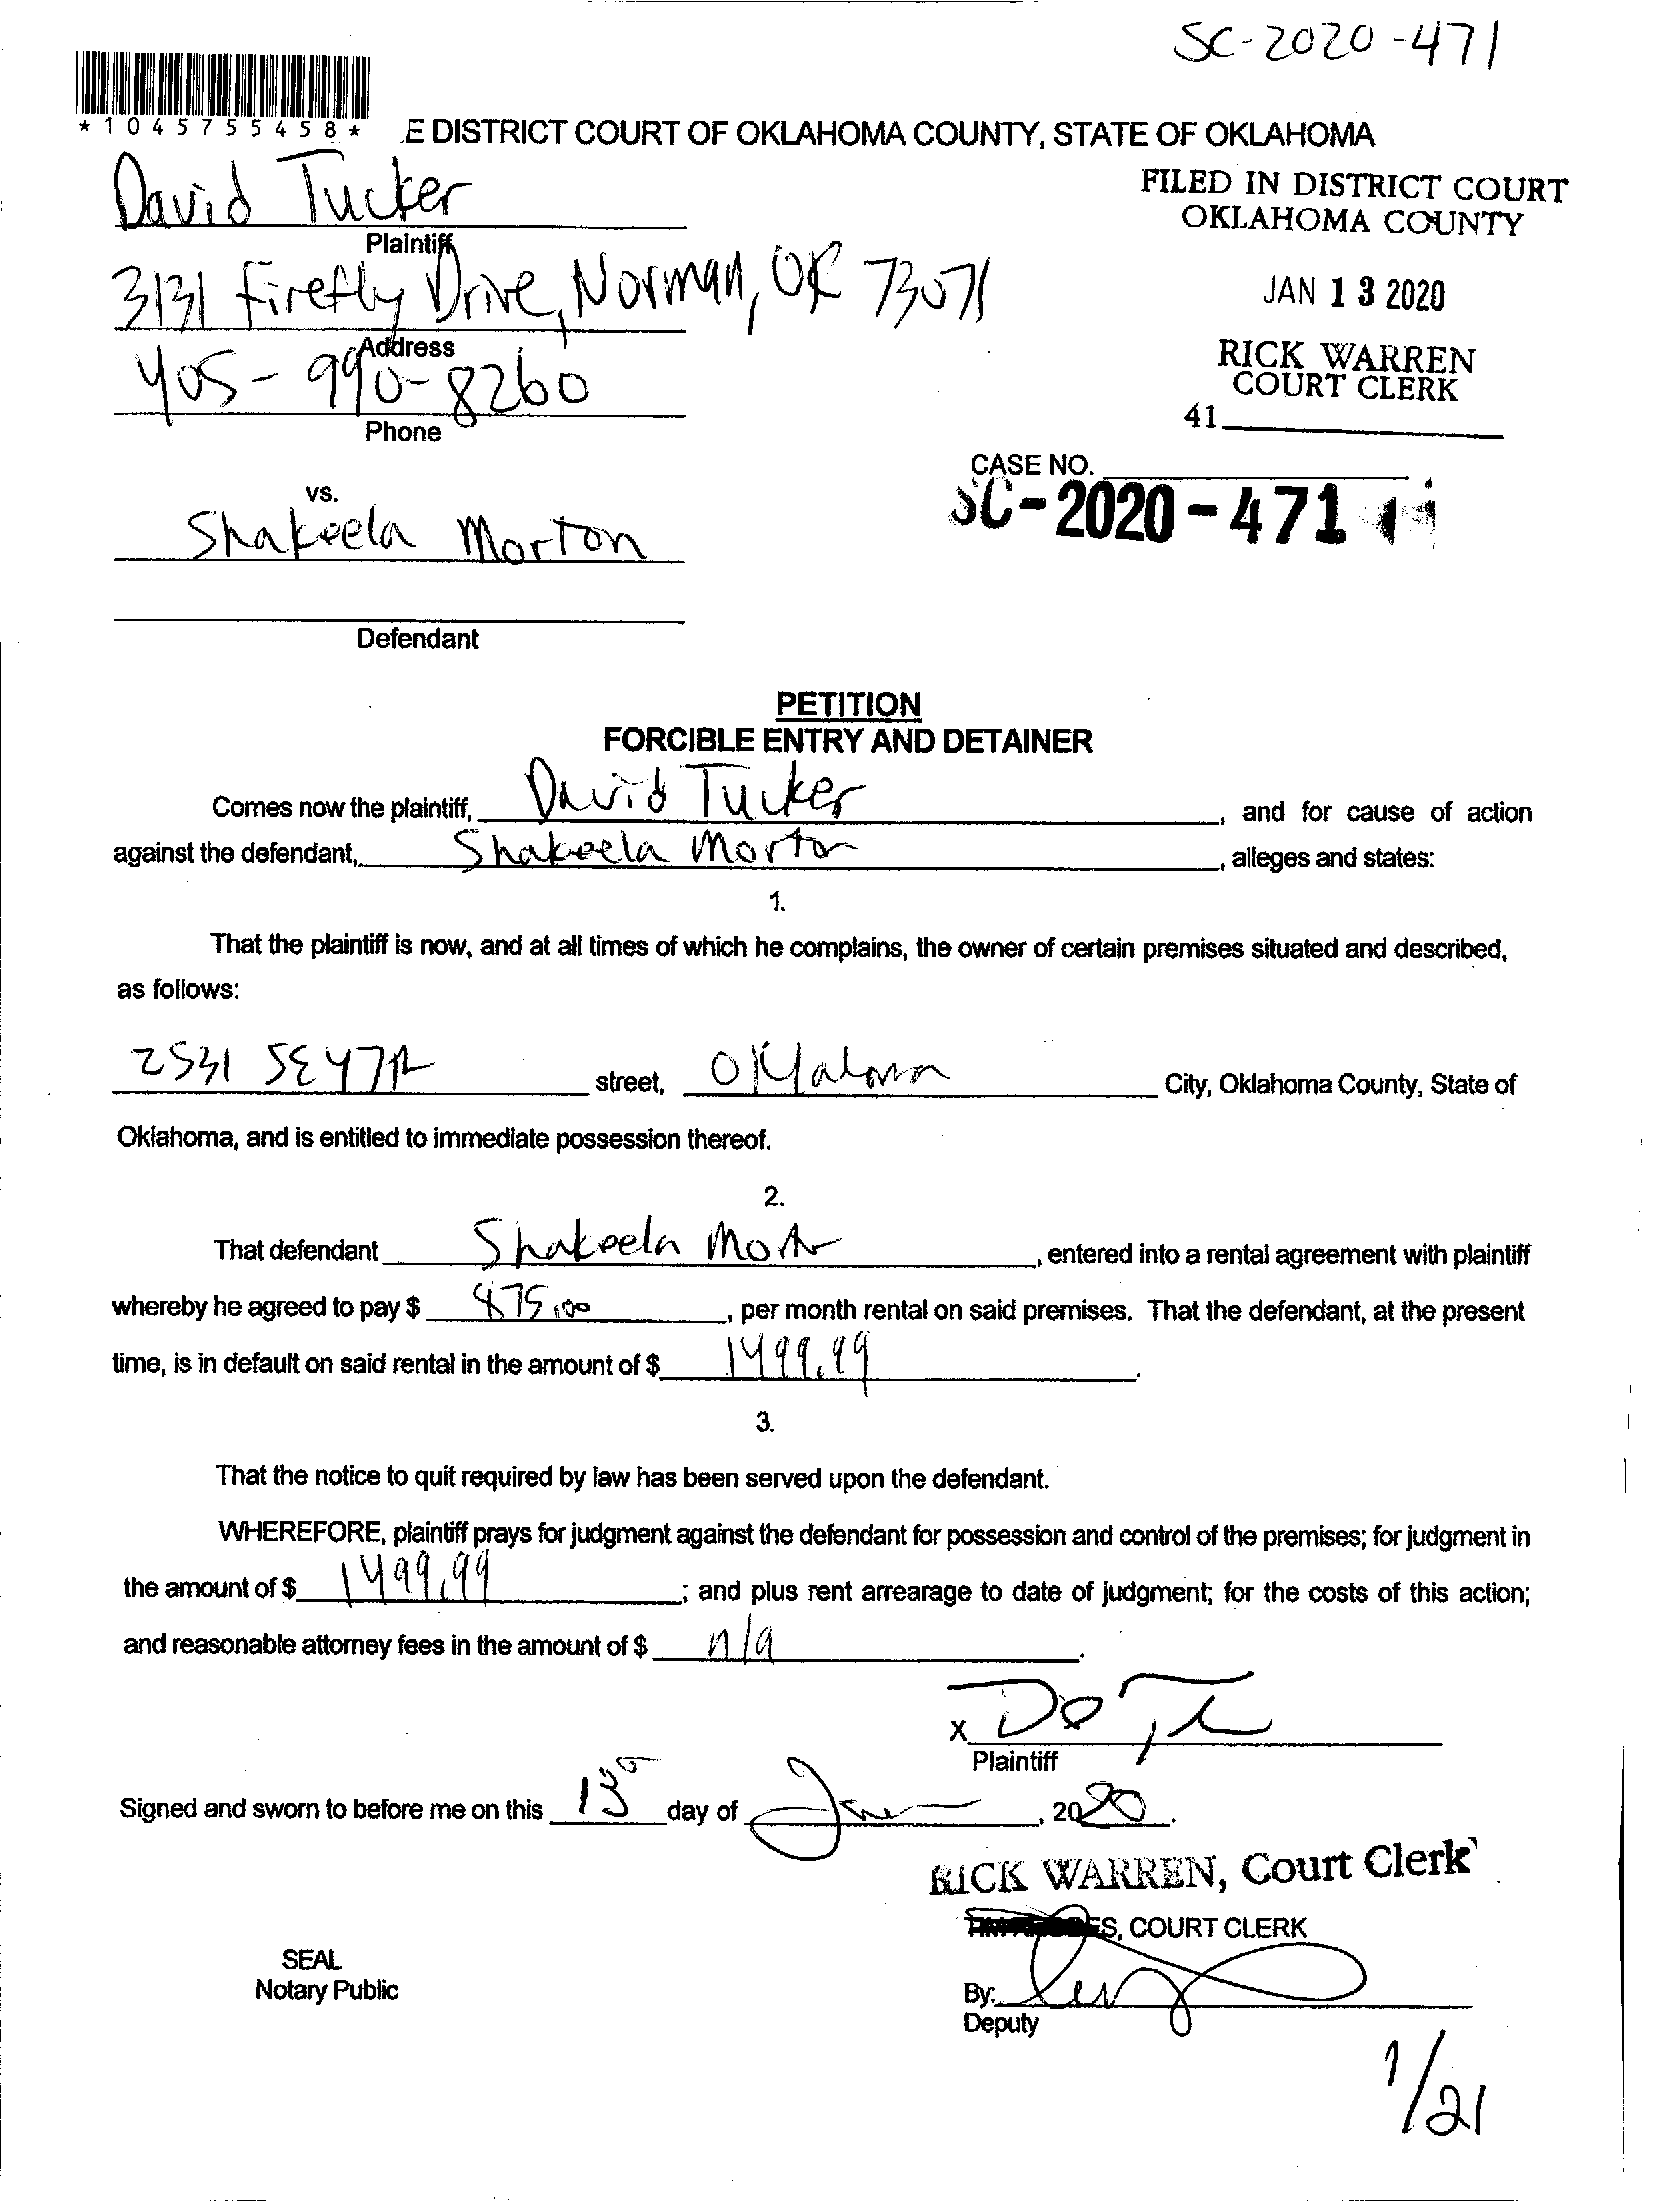 SC-2020-471
*1045755458*
E DISTRICT COURT OF OKLAHOMA COUNTY, STATE OF OKLAHOMA
David Tucker
Plaintiff
FILED IN DISTRICT COURT
OKLAHOMA COUNTY
3131 Firefly Drive, Norman, OK 73071
Address
JAN 13 2020
405-990-8260
Phone
RICK WARREN
COURT CLERK
41
CASE NO.
SC-2020-471
vs.
Shakeela Morton
Defendant
PETITION
FORCIBLE ENTRY AND DETAINER
Comes now the plaintiff, David Tucker, and for cause of action
against the defendant, Shakeela Morton, alleges and states:
1.
That the plaintiff is now, and at all times of which he complains, the owner of certain premises situated and described,
as follows:
2531 SE 47th street, Oklahoma City, Oklahoma County, State of
Oklahoma, and is entitled to immediate possession thereof.
2.
That defendant Shakeela, entered into a rental agreement with plaintiff
whereby he agreed to pay $, per month rental on said premises. That the defendant, at the present
time, is in default on said rental in the amount of $ 1499.99.
3.
That the notice to quit required by law has been served upon the defendant.
WHEREFORE, plaintiff prays for judgment against the defendant for possession and control of the premises; for judgment in
the amount of $ 1499.99; and plus rent arrearage to date of judgment; for the costs of this action;
and reasonable attorney fees in the amount of $ n/a.
x
Plaintiff
Signed and sworn to before me on this 13 day of, 2020.
RICK WARREN, Court Clerk
COURT CLERK
SEAL
Notary Public
By:
Deputy
1/21